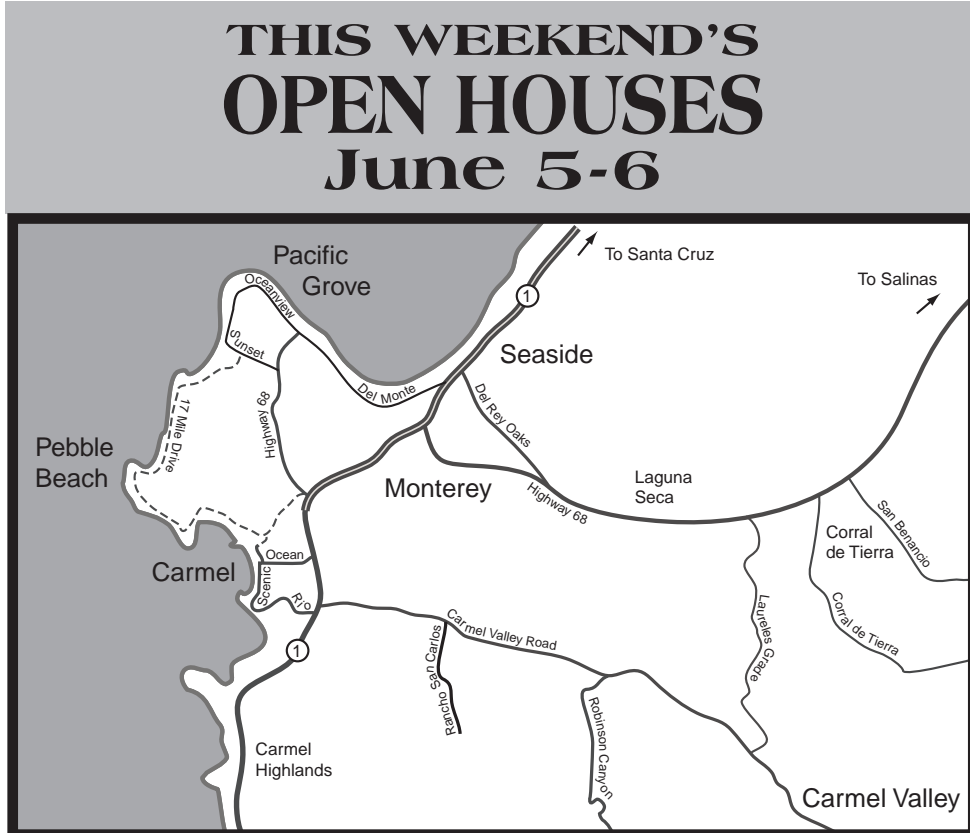 THIS WEEKEND’S
OPEN HOUSES
June 5-6
Pacific
Grove
To Santa Cruz
To Salinas
Oceanview
1
Sunset
Seaside
Del Monte
Del Rey Oaks
Highway 68
17 Mile Drive
Pebble
Beach
Monterey
Laguna
Seca
Highway 68
San Benancio
Corral
de Tierra
Ocean
Carmel
Scenic
Rio
Laureles Grade
Corral de Tierra
Carmel Valley Road
Rancho San Carlos
1
Robinson Canyon
Carmel
Highlands
Carmel Valley